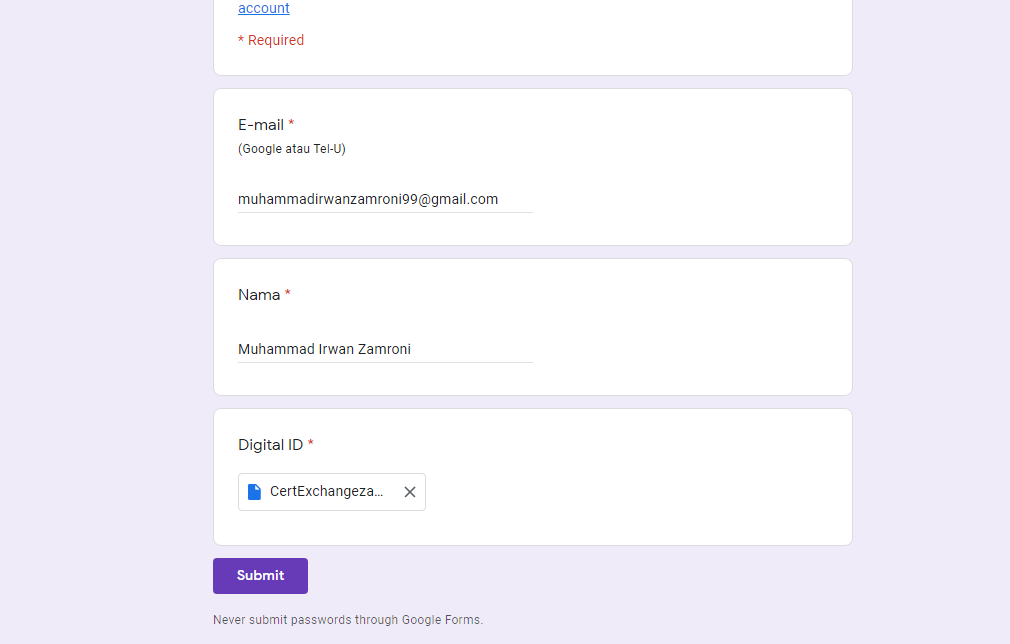 account
* Required
E-mail *
(Google atau Tel-U)
muhammadirwanzamroni99@gmail.com
Nama *
Muhammad Irwan Zamroni
Digital ID *
CertExchangeza...
Submit
Never submit passwords through Google Forms.